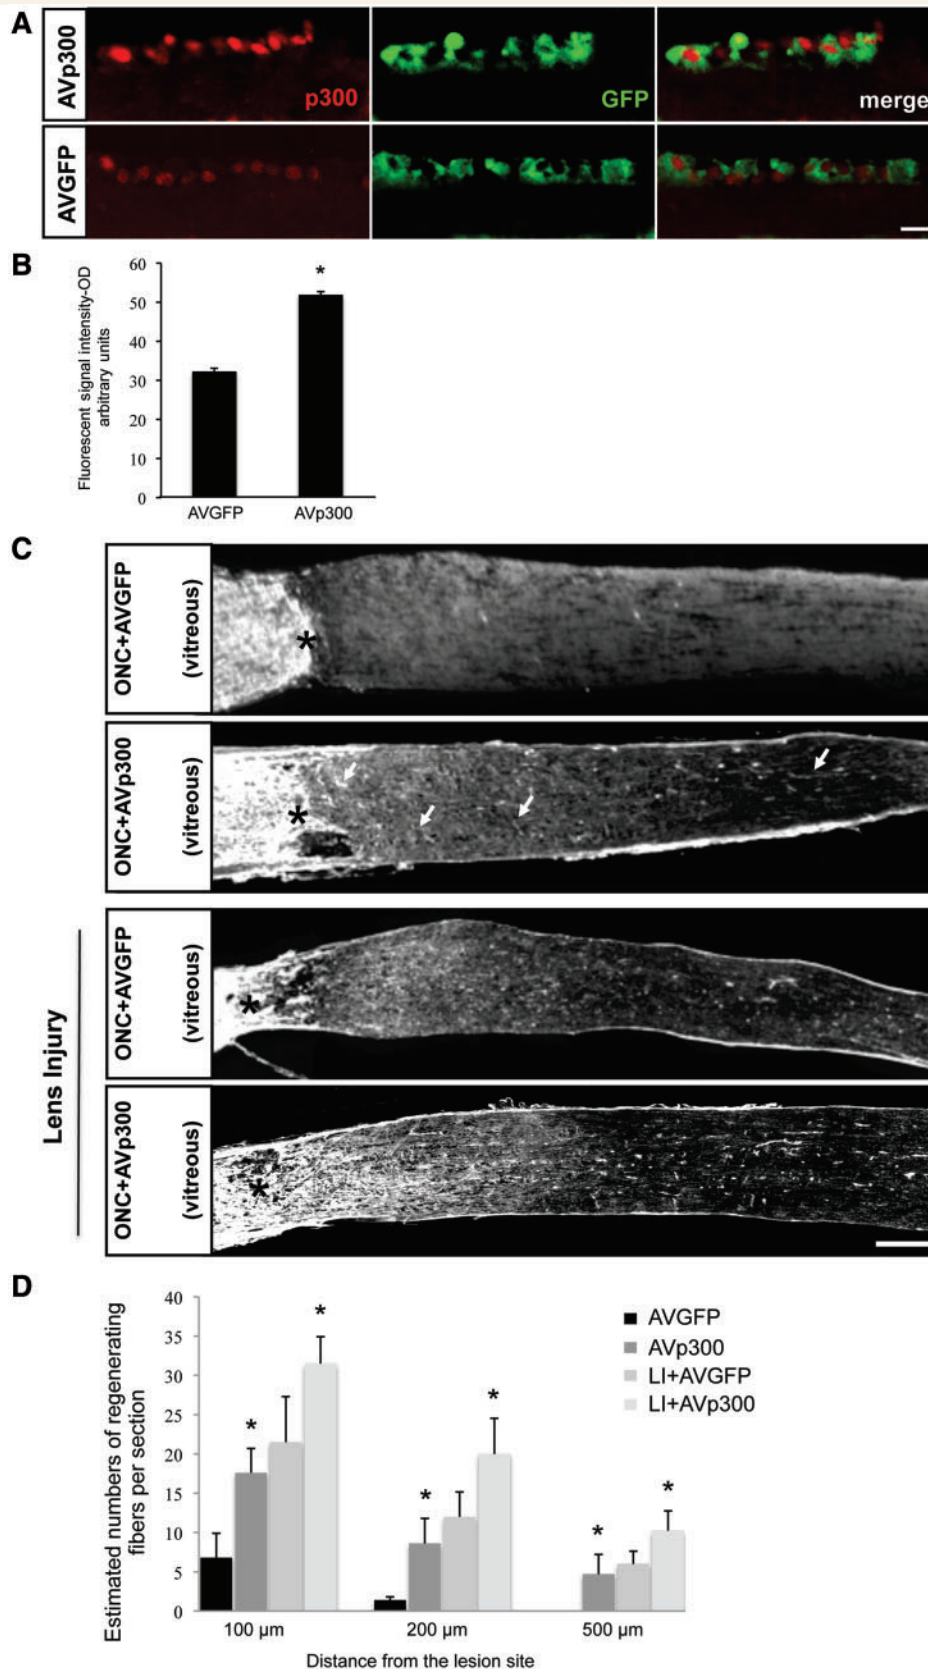 A
AVp300
p300
GFP
merge
AVGFP
B
Fluorescent signal intensity-OD
arbitrary units
60
*
50
40
30
20
10
0
AVGFP
AVp300
C
ONC+AVGFP
(vitreous)
*
ONC+AVp300
(vitreous)
*
Lens Injury
ONC+AVGFP
(vitreous)
*
ONC+AVp300
(vitreous)
*
D
Estimated numbers of regenerating
fibers per section
40
35
30
25
20
15
10
5
0
*
*
*
*
*
*
AVGFP
AVp300
LI+AVGFP
LI+AVp300
100 µm
200 µm
500 µm
Distance from the lesion site